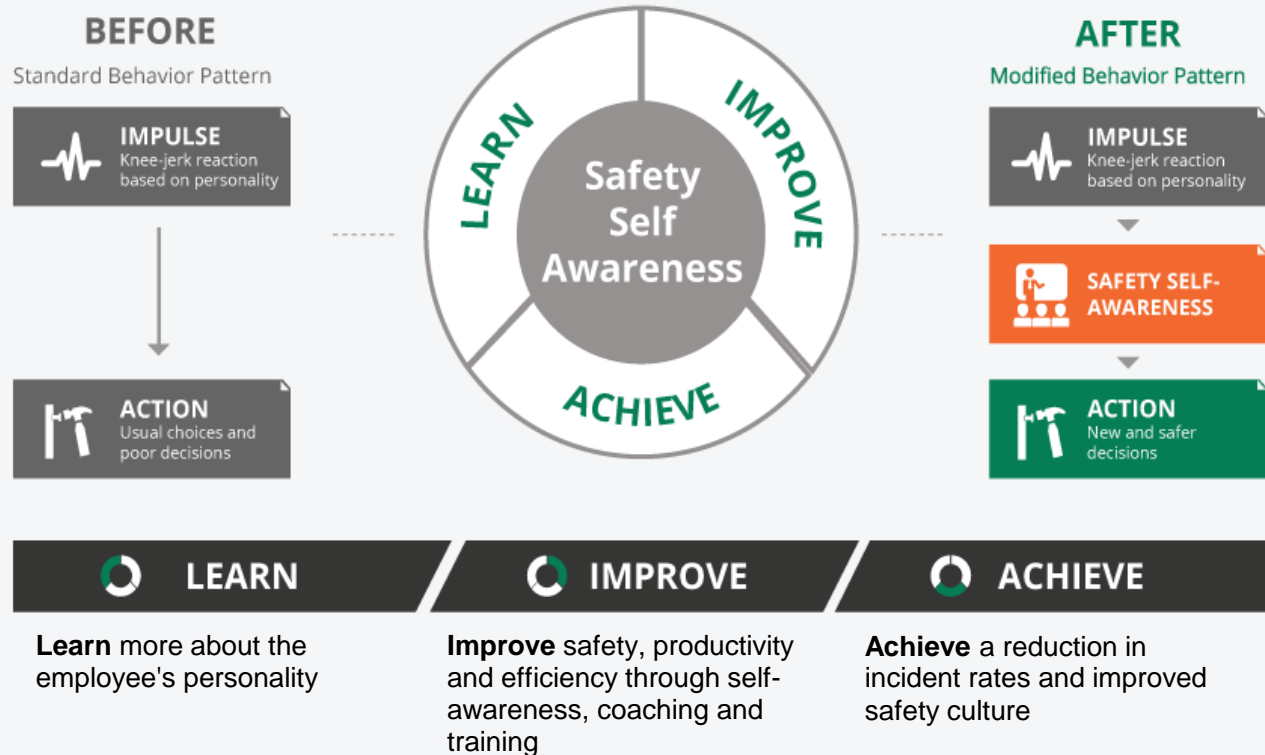 BEFORE
Standard Behavior Pattern
IMPULSE
Knee-jerk reaction
based on personality
ACTION
Usual choices and
poor decisions
LEARN
IMPROVE
ACHIEVE
Safety
Self
Awareness
AFTER
Modified Behavior Pattern
IMPULSE
Knee-jerk reaction
based on personality
SAFETY SELF-
AWARENESS
ACTION
New and safer
decisions
LEARN
Learn more about the
employee's personality
IMPROVE
Improve safety, productivity
and efficiency through self-
awareness, coaching and
training
ACHIEVE
Achieve a reduction in
incident rates and improved
safety culture